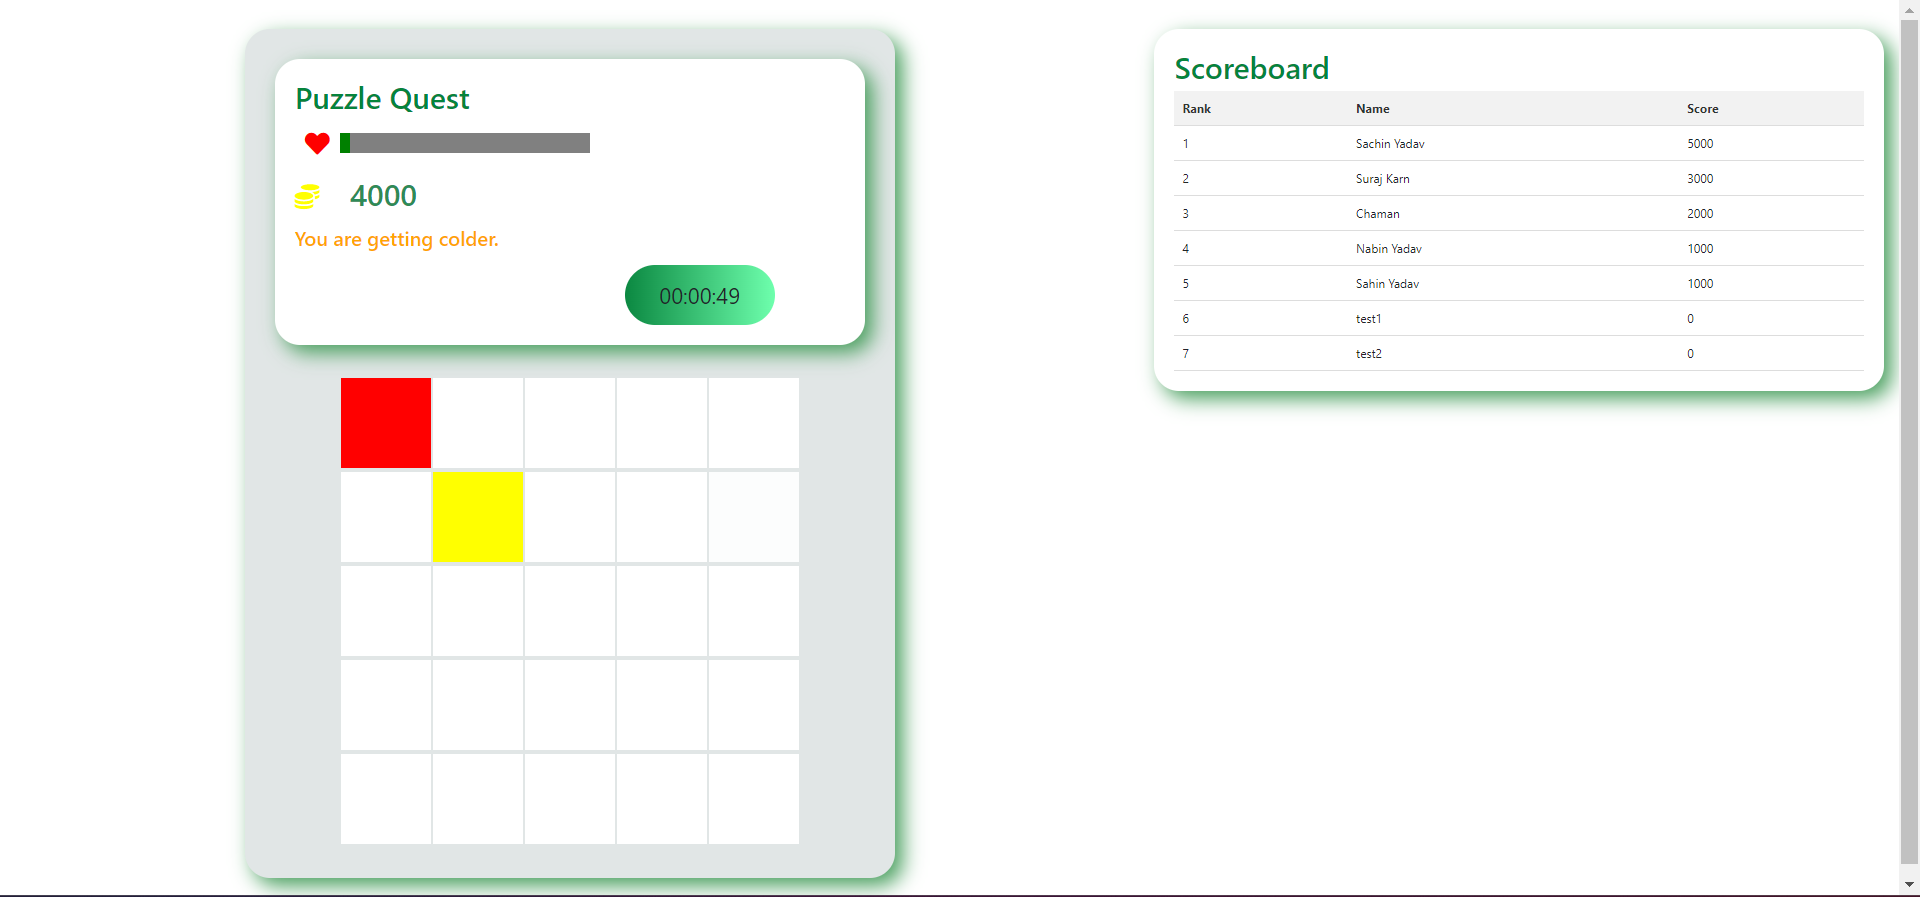 Puzzle Quest
4000
You are getting colder.
00:00:49
Scoreboard
Rank Name Score
1 Sachin Yadav 5000
2 Suraj Karn 3000
3 Chaman 2000
4 Nabin Yadav 1000
5 Sahin Yadav 1000
6 test1 0
7 test2 0